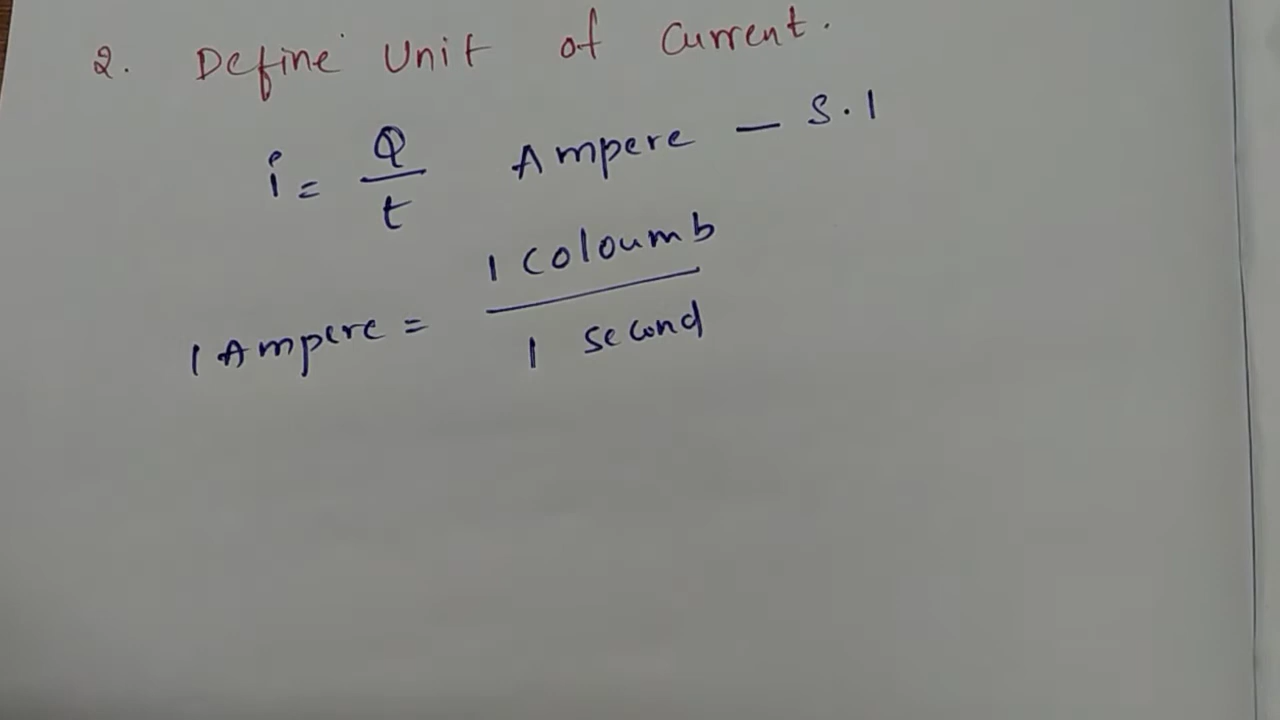 2. Define Unit of Current.
i = Q/t Ampere — S.I
1 Ampere = 1 Coloumb / 1 second